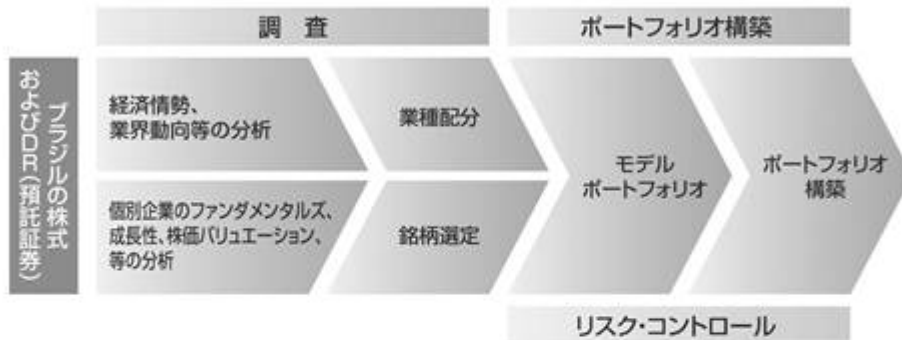 調 査
ポートフォリオ構築
ブラジルの株式
およびDR(預託証券)
経済情勢、
業界動向等の分析
業種配分
個別企業のファンダメンタルズ、
成長性、株価バリュエーション、
等の分析
銘柄選定
モデル
ポートフォリオ
ポートフォリオ
構築
リスク・コントロール